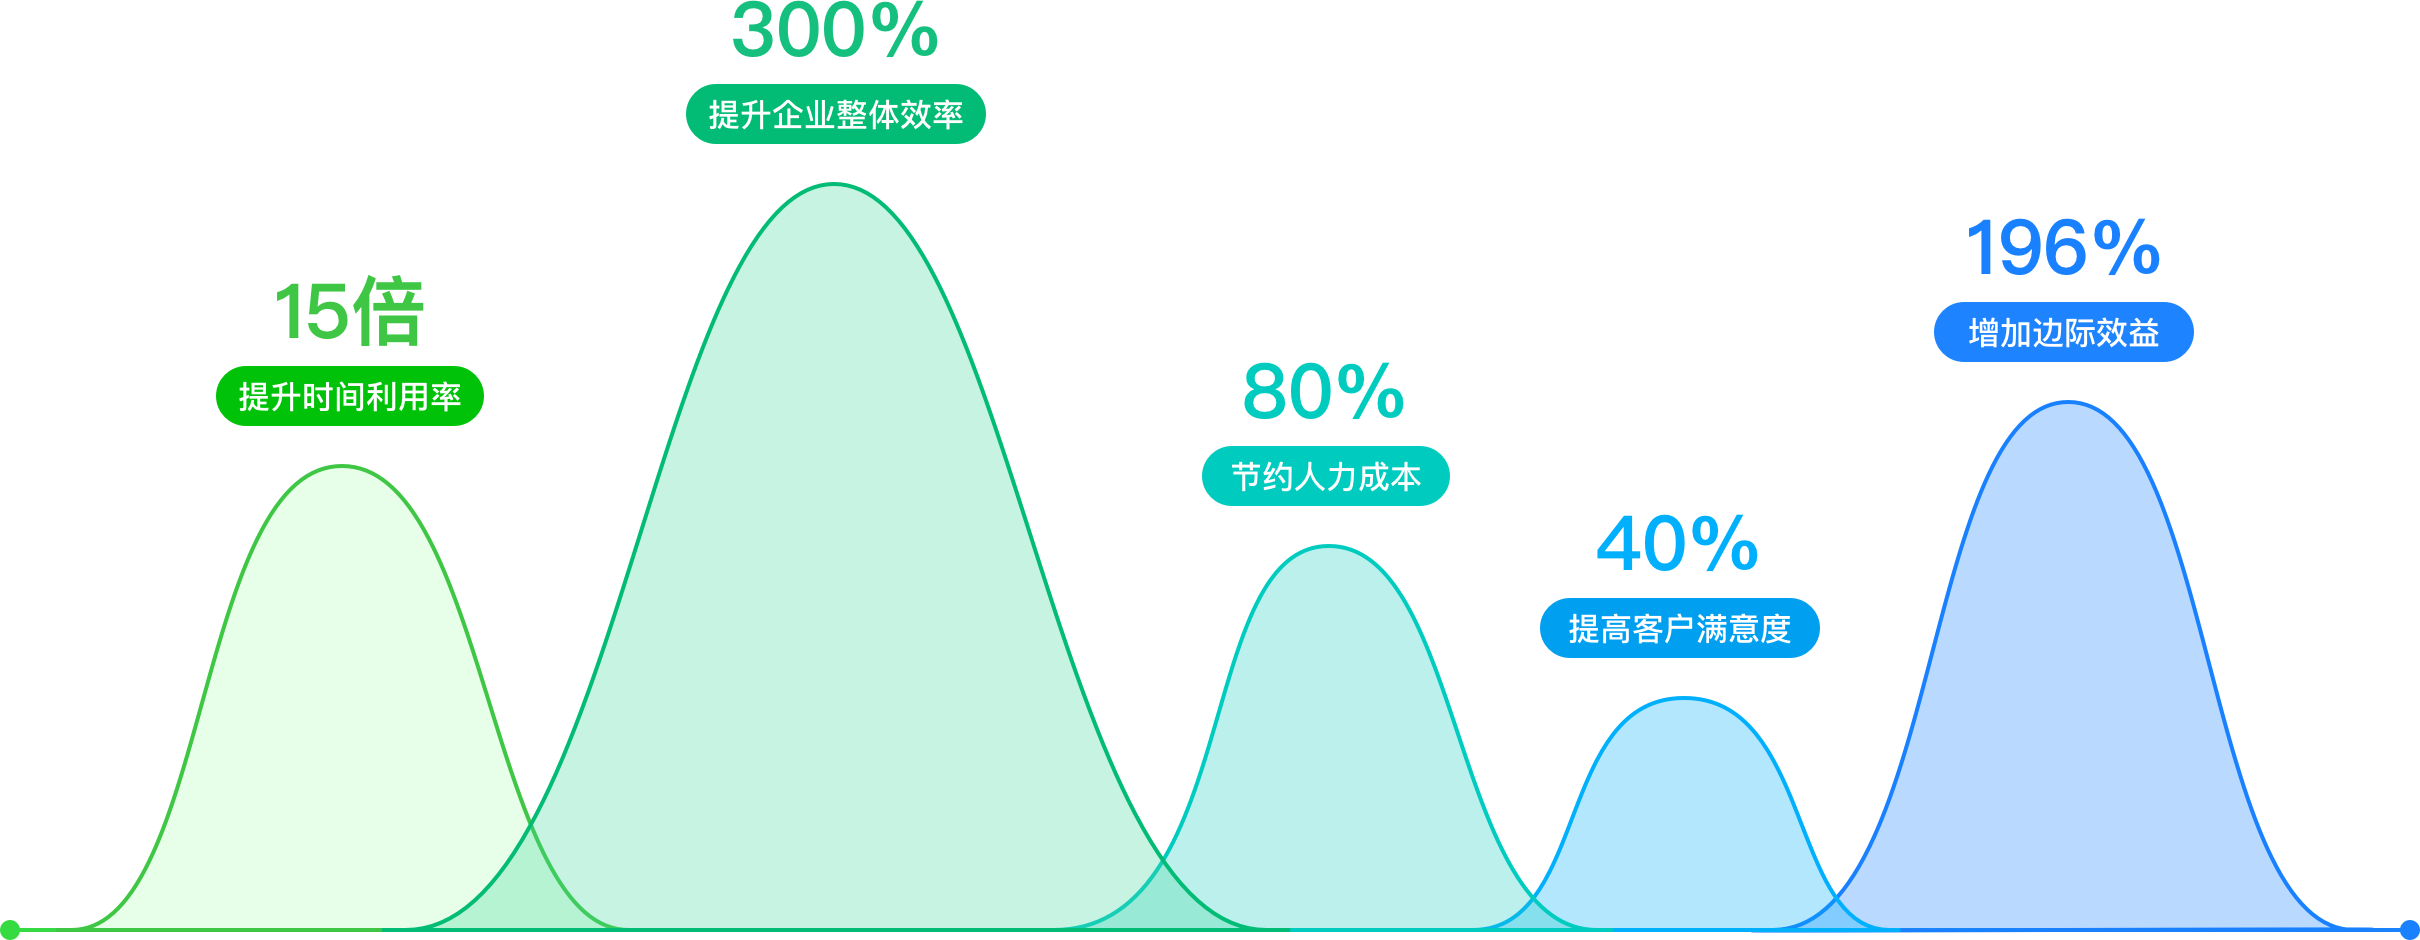 15倍
提升时间利用率
300%
提升企业整体效率
80%
节约人力成本
40%
提高客户满意度
196%
增加边际效益